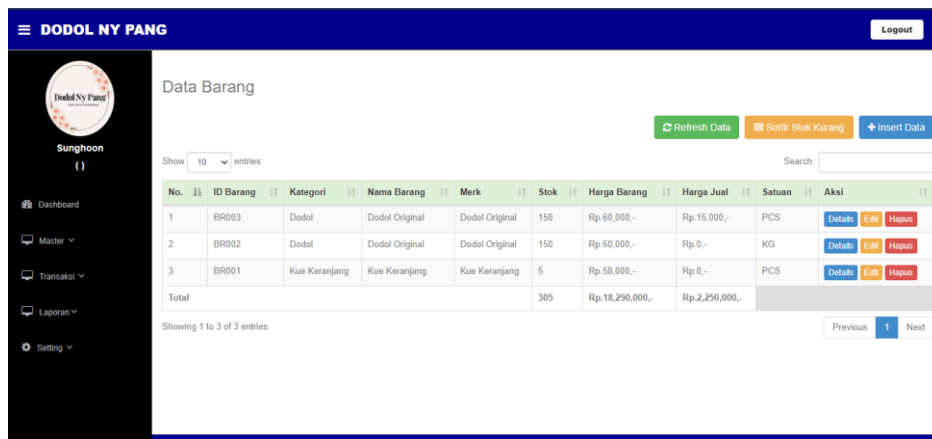 DODOL NY PANG
Logout
Dodol Ny Pang
Sunghoon
( )
Dashboard
Master
Transaksi
Laporan
Setting
Data Barang
Refresh Data Sortir Stok Kurang Insert Data
Show 10 entries Search:
No. ID Barang Kategori Nama Barang Merk Stok Harga Barang Harga Jual Satuan Aksi
1 BR003 Dodol Dodol Original Dodol Original 150 Rp.60,000,- Rp.15,000,- PCS Details Edit Hapus
2 BR002 Dodol Dodol Original Dodol Original 150 Rp.60,000,- Rp.0,- KG Details Edit Hapus
3 BR001 Kue Keranjang Kue Keranjang Kue Keranjang 5 Rp.58,000,- Rp.0,- PCS Details Edit Hapus
Total 305 Rp.18,290,000,- Rp.2,250,000,-
Showing 1 to 3 of 3 entries Previous 1 Next